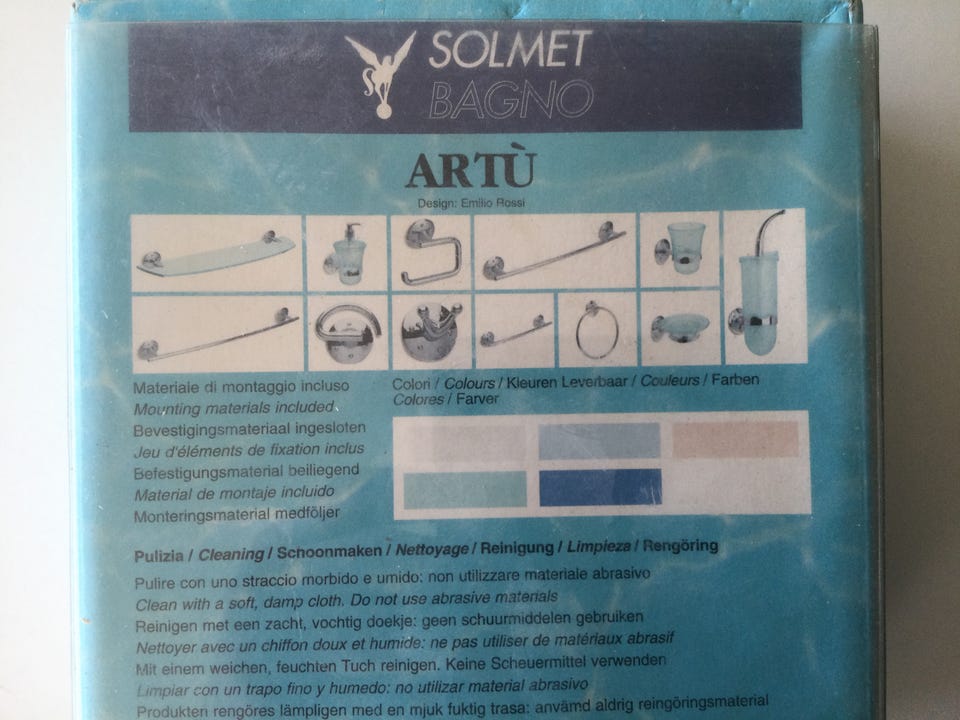 SOLMET
BAGNO
ARTÙ
Design: Emilio Rossi
Materiale di montaggio incluso
Mounting materials included
Bevestigingsmateriaal ingesloten
Jeu d'éléments de fixation inclus
Befestigungsmaterial beiliegend
Material de montaje incluido
Monteringsmaterial medföljer
Colori / Colours / Kleuren Leverbaar / Couleurs / Farben
Colores / Farver
Pulizia / Cleaning / Schoonmaken / Nettoyage / Reinigung / Limpieza / Rengöring
Pulire con uno straccio morbido e umido: non utilizzare materiale abrasivo
Clean with a soft, damp cloth. Do not use abrasive materials
Reinigen met een zacht, vochtig doekje: geen schuurmiddelen gebruiken
Nettoyer avec un chiffon doux et humide: ne pas utiliser de matériaux abrasif
Mit einem weichen, feuchten Tuch reinigen. Keine Scheuermittel verwenden
Limpiar con un trapo fino y humedo: no utilizar material abrasivo
Produkten rengöres lämpligen med en mjuk fuktig trasa: använd aldrig reingöringsmaterial